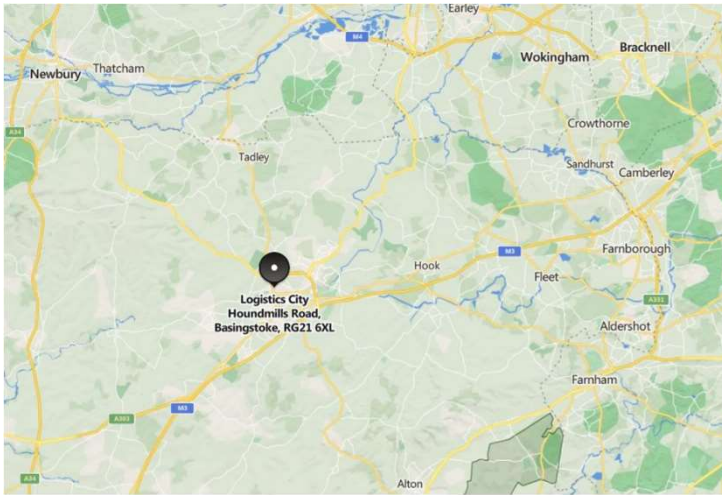 Earley
M4
Wokingham
Bracknell
Thatcham
Newbury
Crowthorne
A34
Tadley
Sandhurst
Camberley
M3
Farnborough
Hook
Fleet
Logistics City
Houndmills Road,
Basingstoke, RG21 6XL
A331
Aldershot
Farnham
M3
A303
A34
Alton